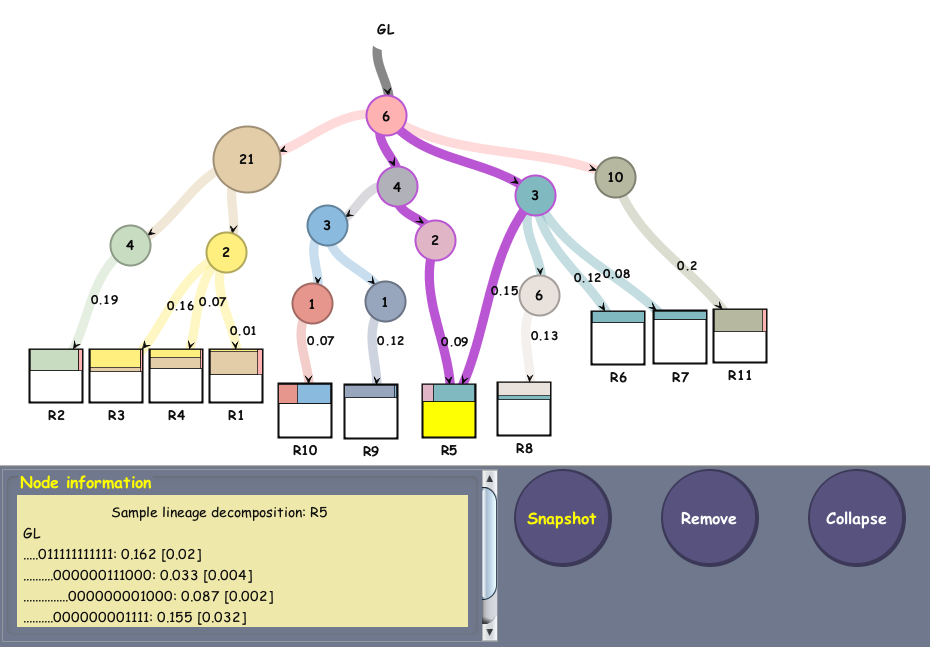 GL
6
21
10
4
3
3
4
2
2
6
1
1
0.19
0.16
0.07
0.01
0.07
0.12
0.09
0.15
0.13
0.12
0.08
0.2
R2
R3
R4
R1
R10
R9
R5
R8
R6
R7
R11
Node information
Sample lineage decomposition: R5
GL
.....011111111111: 0.162 [0.02]
..........000000111000: 0.033 [0.004]
...............000000001000: 0.087 [0.002]
..........000000001111: 0.155 [0.032]
Snapshot
Remove
Collapse